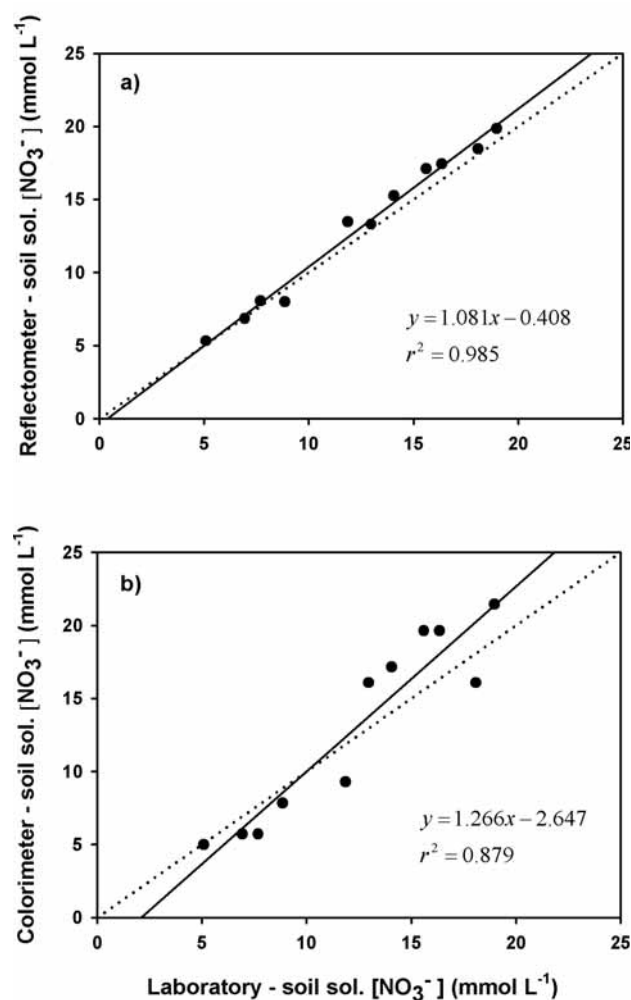 a)
Reflectometer - soil sol. [NO₃⁻] (mmol L⁻¹)
25
20
15
10
5
0
y = 1.081x − 0.408
r² = 0.985
0 5 10 15 20 25
b)
Colorimeter - soil sol. [NO₃⁻] (mmol L⁻¹)
25
20
15
10
5
0
y = 1.266x − 2.647
r² = 0.879
0 5 10 15 20 25
Laboratory - soil sol. [NO₃⁻] (mmol L⁻¹)